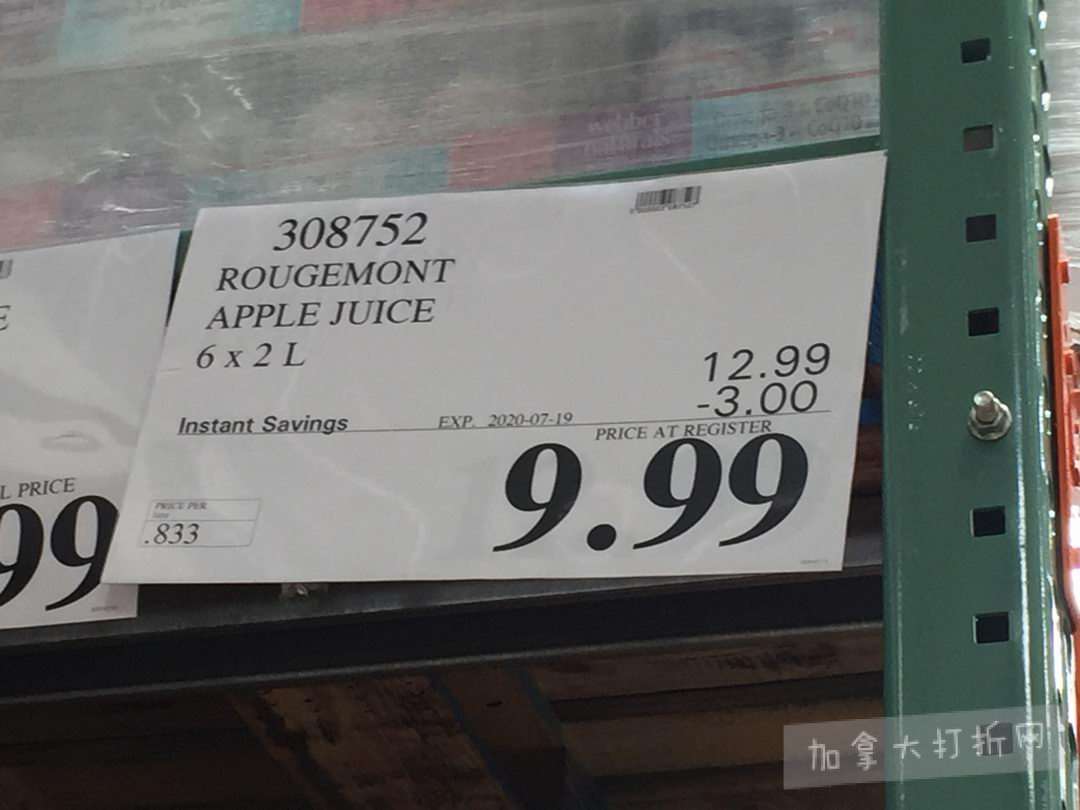 308752
ROUGEMONT
APPLE JUICE
6 x 2 L
12.99
-3.00
Instant Savings EXP. 2020-07-19 PRICE AT REGISTER
9.99
PRICE PER
.833
E
L PRICE
99
CoQ10
加拿大打折网